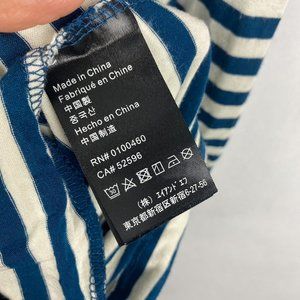 Made in China
Fabriqué en Chine
中国製
중국산
Hecho en China
中国制造
RN# 0100460
CA# 52596
(株) エイアンドエフ
東京都新宿区新宿6-27-56